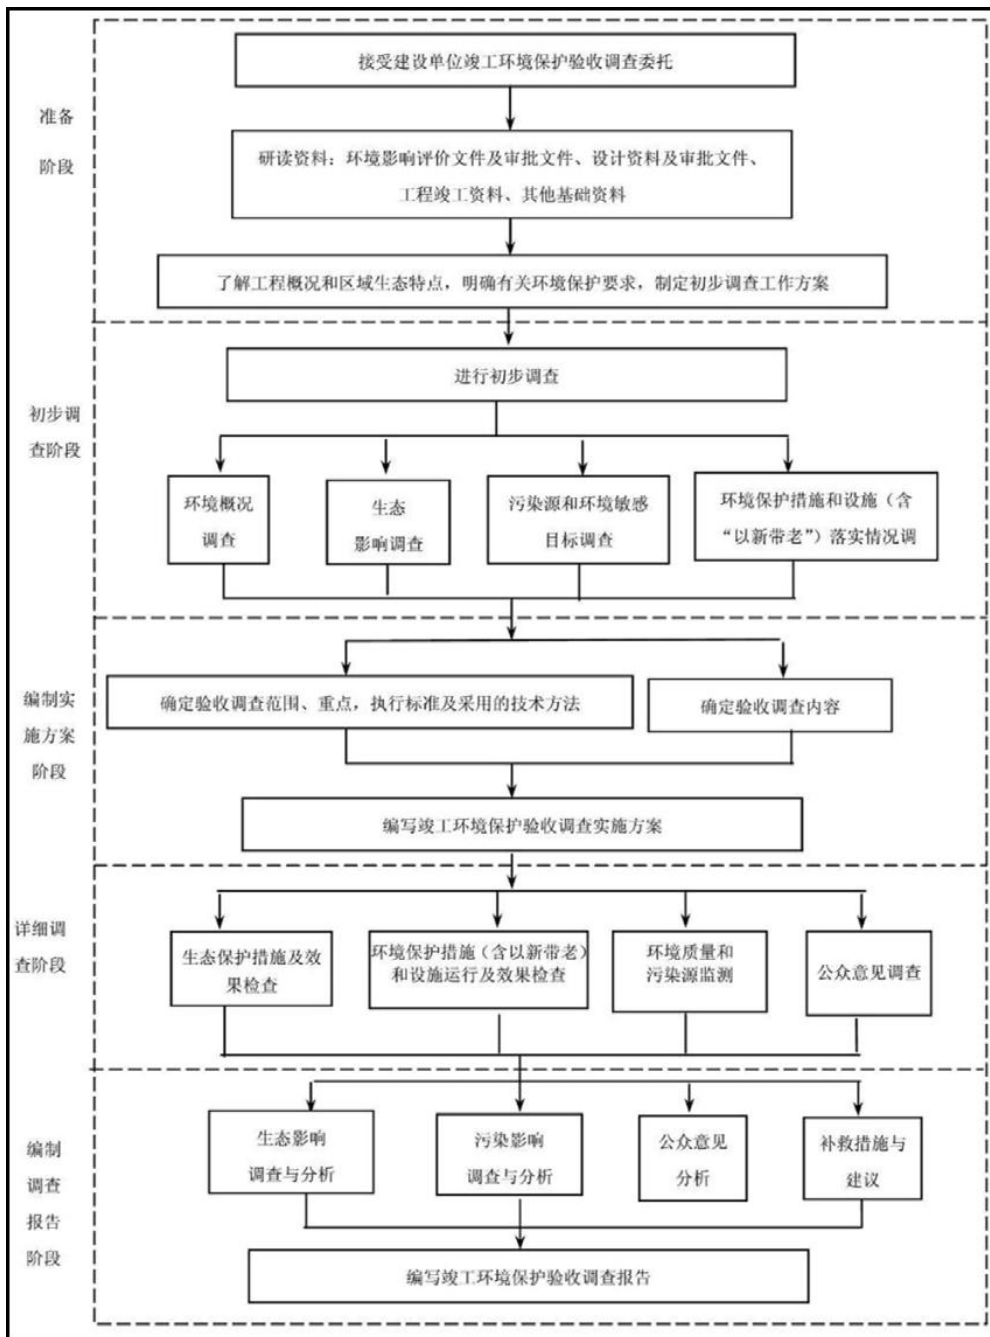 准备
阶段
接受建设单位竣工环境保护验收调查委托
研读资料：环境影响评价文件及审批文件、设计资料及审批文件、
工程竣工资料、其他基础资料
了解工程概况和区域生态特点，明确有关环境保护要求，制定初步调查工作方案
初步调
查阶段
进行初步调查
环境概况
调查
生态
影响调查
污染源和环境敏感
目标调查
环境保护措施和设施（含
“以新带老”）落实情况调
编制实
施方案
阶段
确定验收调查范围、重点，执行标准及采用的技术方法
确定验收调查内容
编写竣工环境保护验收调查实施方案
详细调
查阶段
生态保护措施及效
果检查
环境保护措施（含以新带老）
和设施运行及效果检查
环境质量和
污染源监测
公众意见调查
编制
调查
报告
阶段
生态影响
调查与分析
污染影响
调查与分析
公众意见
分析
补救措施与
建议
编写竣工环境保护验收调查报告